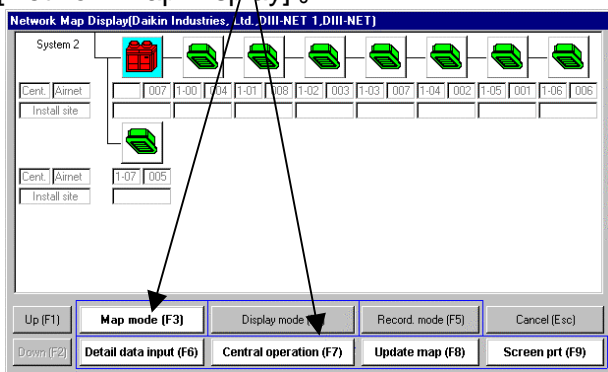 [Network Map Display]。
Network Map Display(Daikin Industries, Ltd.,DIII-NET 1,DIII-NET)
System 2
Cent. Airnet 007 1-00 004 1-01 008 1-02 003 1-03 007 1-04 002 1-05 001 1-06 006
Install site
Cent. Airnet 1-07 005
Install site
Up (F1) Map mode (F3) Display mode Record. mode (F5) Cancel (Esc)
Down (F2) Detail data input (F6) Central operation (F7) Update map (F8) Screen prt (F9)